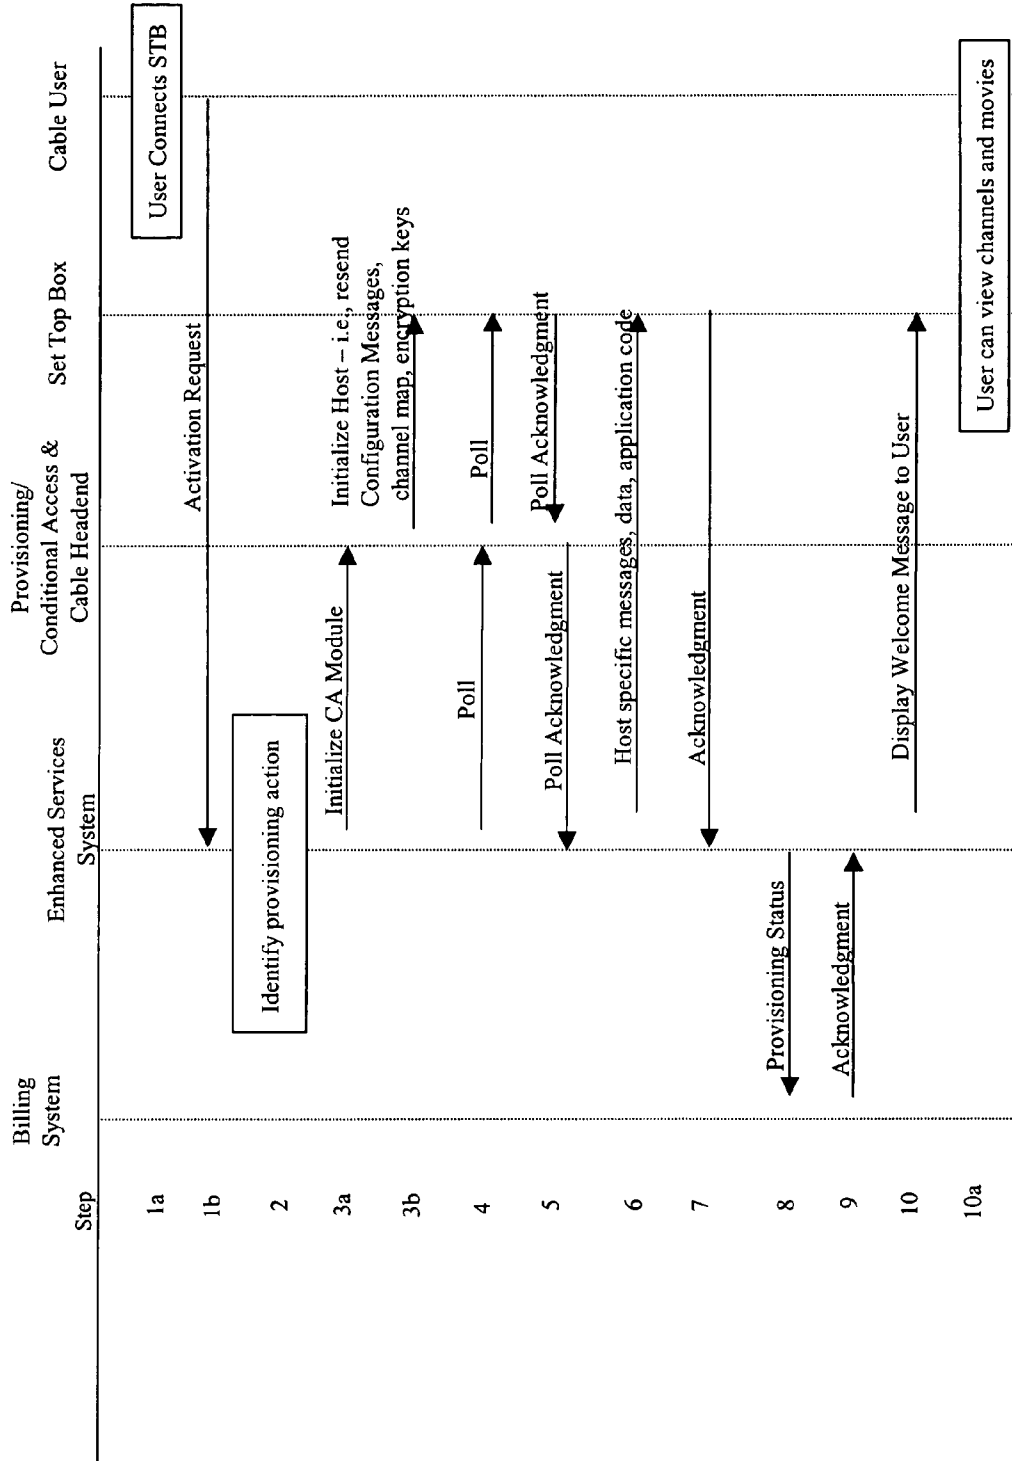 Step
Billing
System
Enhanced Services
System
Provisioning/
Conditional Access &
Cable Headend
Set Top Box
Cable User
1a
User Connects STB
1b
Activation Request
2
Identify provisioning action
3a
Initialize CA Module
Initialize Host – i.e., resend
Configuration Messages,
channel map, encryption keys
3b
4
Poll
Poll
5
Poll Acknowledgment
Poll Acknowledgment
6
Host specific messages, data, application code
7
Acknowledgment
8
Provisioning Status
9
Acknowledgment
10
Display Welcome Message to User
10a
User can view channels and movies